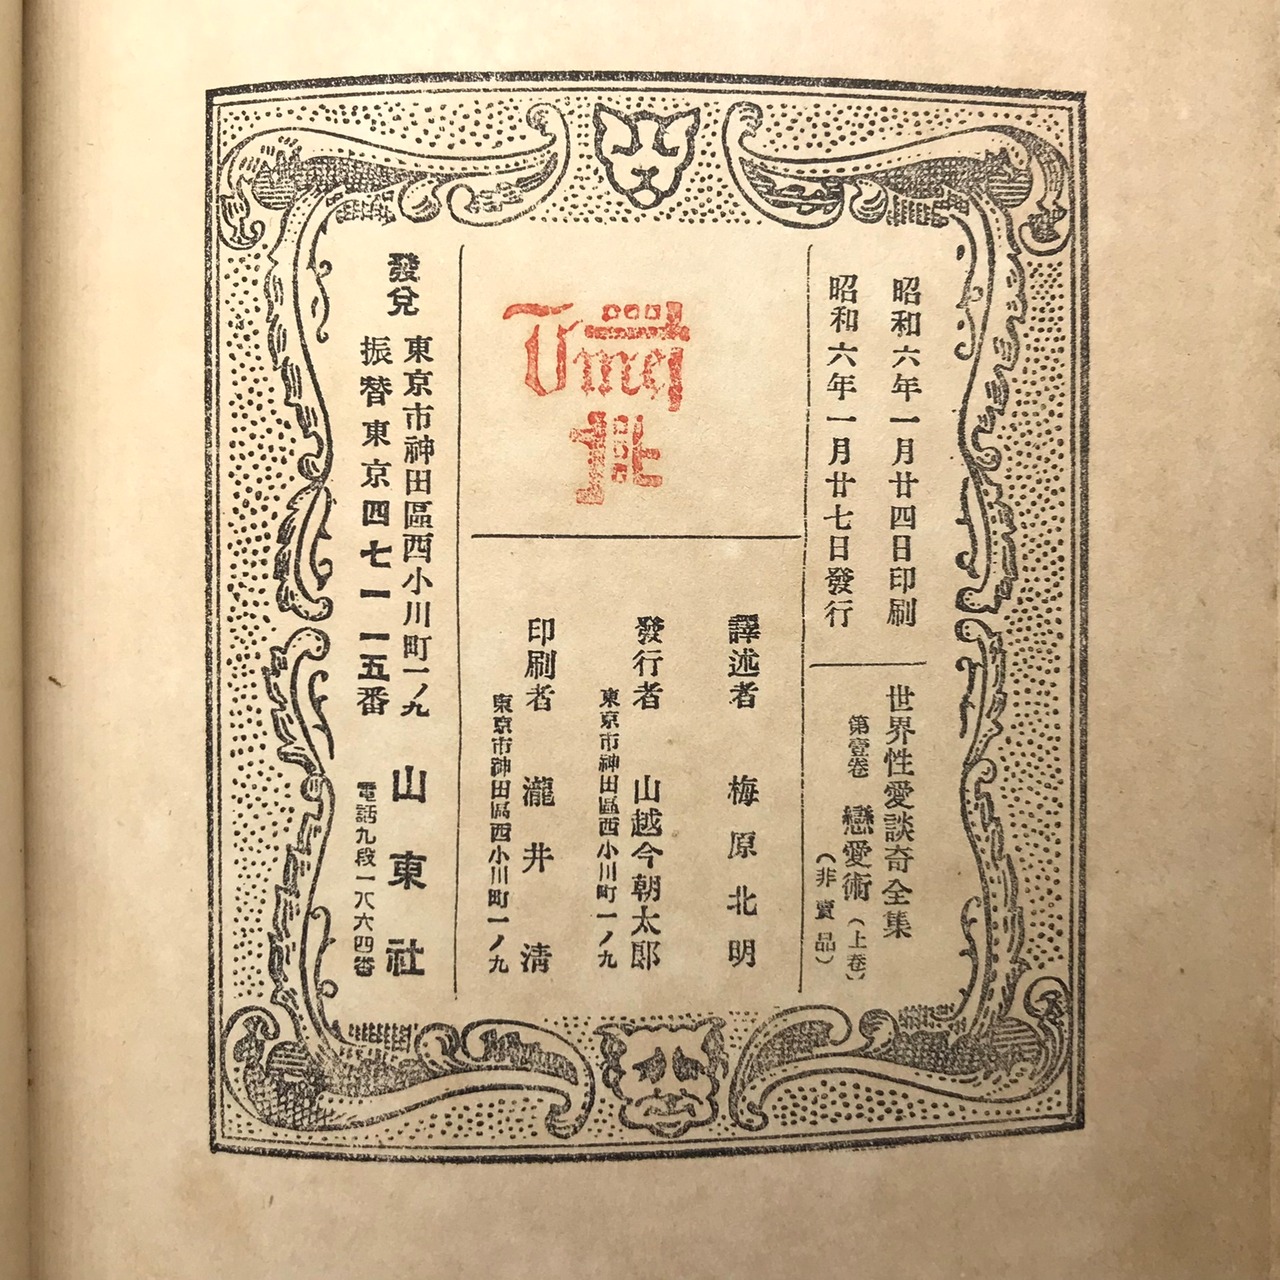 昭和六年一月廿四日印刷
昭和六年一月廿七日發行
世界性愛談奇全集
第壹卷 戀愛術（上卷）
（非賣品）
譯述者 梅原北明
發行者 山越今朝太郎
東京市神田區西小川町一ノ九
印刷者 瀧井清
東京市神田區西小川町一ノ九
發兌
東京市神田區西小川町一ノ九
振替東京四七一一五番
山東社
電話九段一八六四番